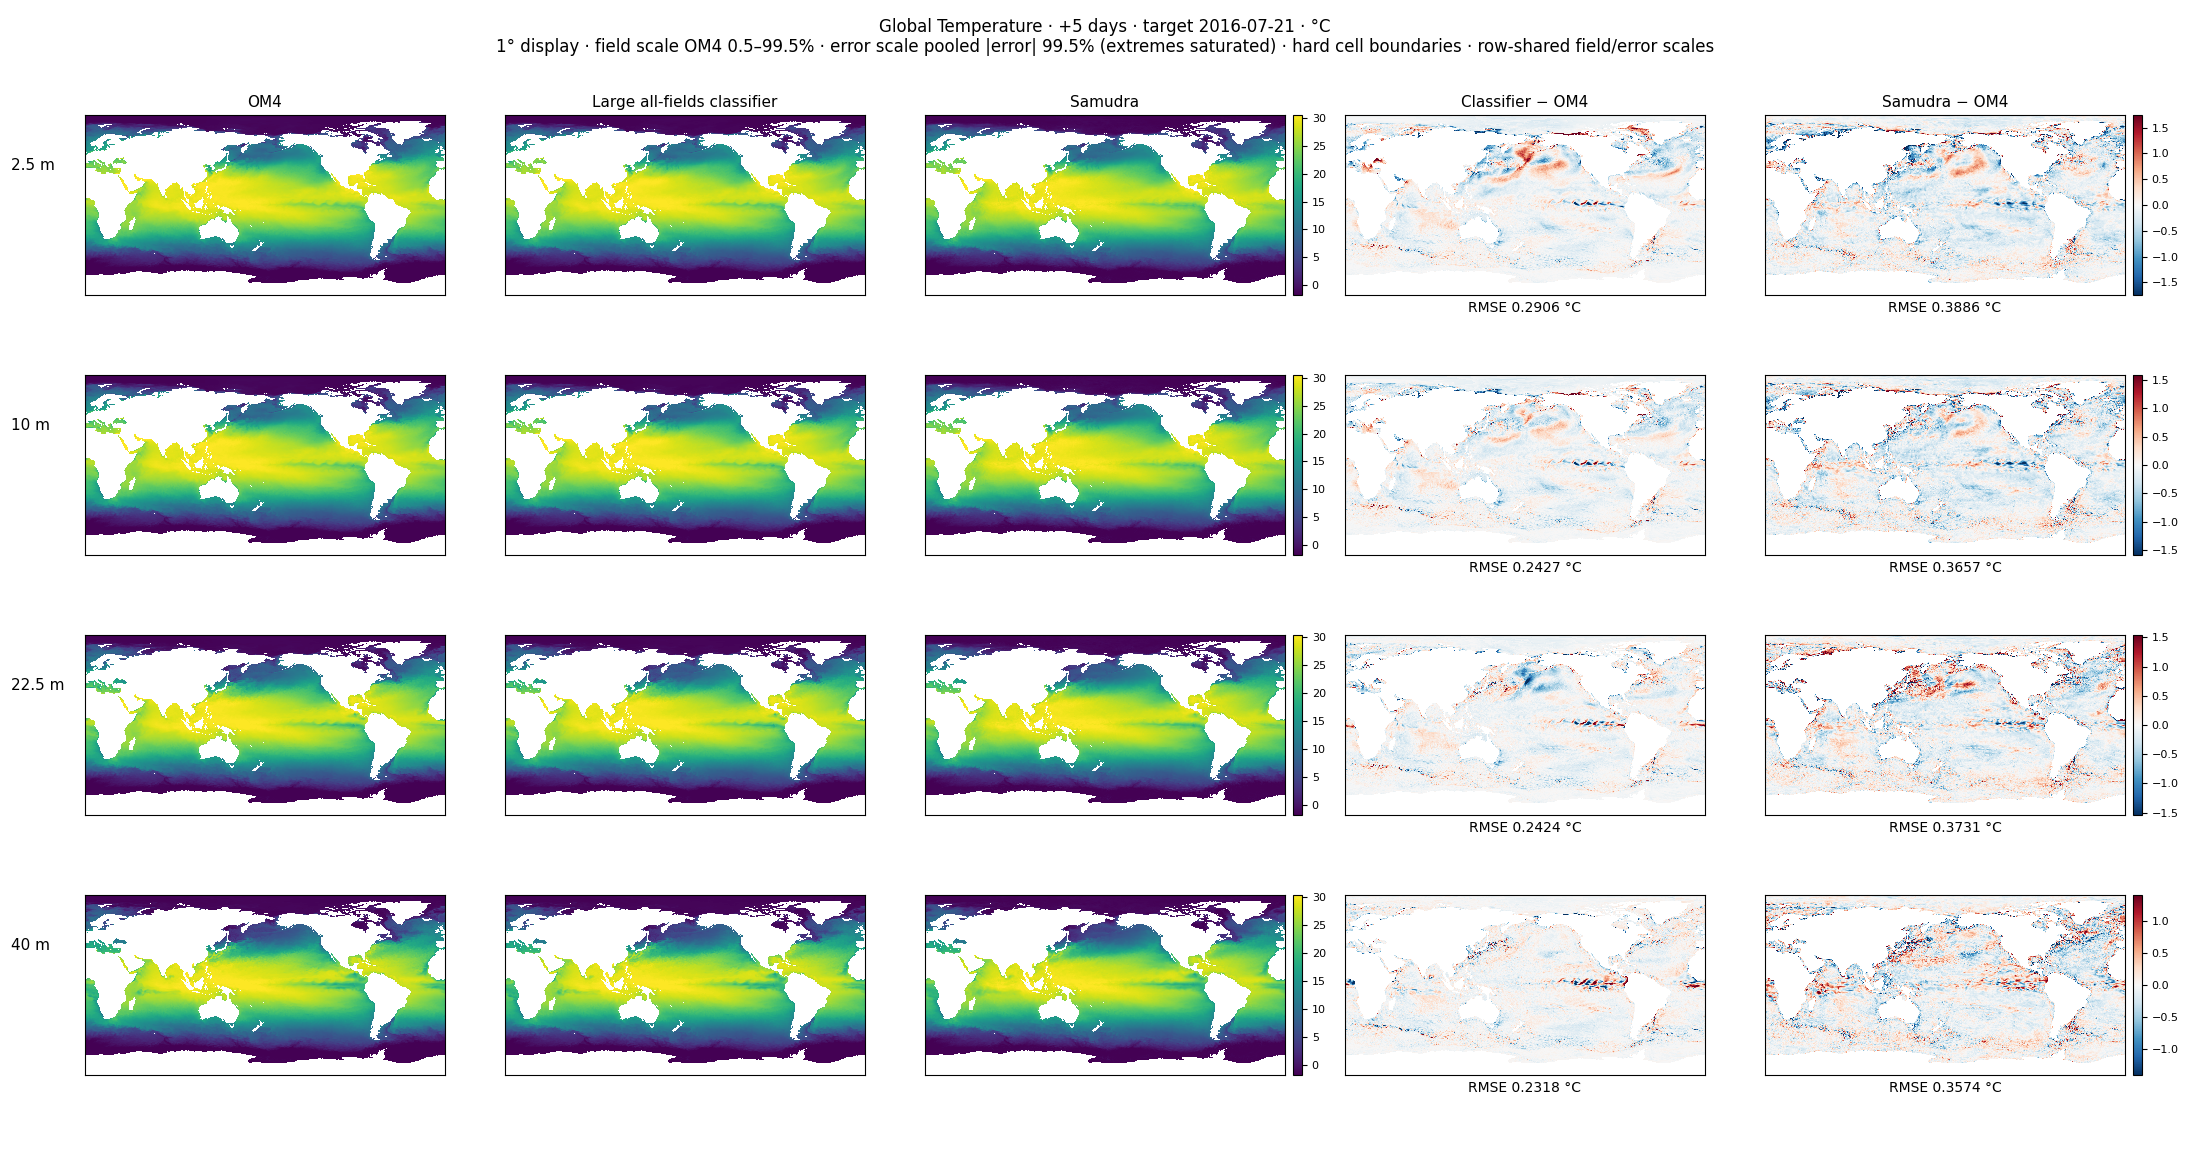 Global Temperature · +5 days · target 2016-07-21 · °C
1° display · field scale OM4 0.5–99.5% · error scale pooled |error| 99.5% (extremes saturated) · hard cell boundaries · row-shared field/error scales
OM4
Large all-fields classifier
Samudra
Classifier − OM4
Samudra − OM4
2.5 m
30
25
20
15
10
5
0
1.5
1.0
0.5
0.0
−0.5
−1.0
−1.5
RMSE 0.2906 °C
RMSE 0.3886 °C
10 m
30
25
20
15
10
5
0
1.5
1.0
0.5
0.0
−0.5
−1.0
−1.5
RMSE 0.2427 °C
RMSE 0.3657 °C
22.5 m
30
25
20
15
10
5
0
1.5
1.0
0.5
0.0
−0.5
−1.0
−1.5
RMSE 0.2424 °C
RMSE 0.3731 °C
40 m
30
25
20
15
10
5
0
1.0
0.5
0.0
−0.5
−1.0
RMSE 0.2318 °C
RMSE 0.3574 °C